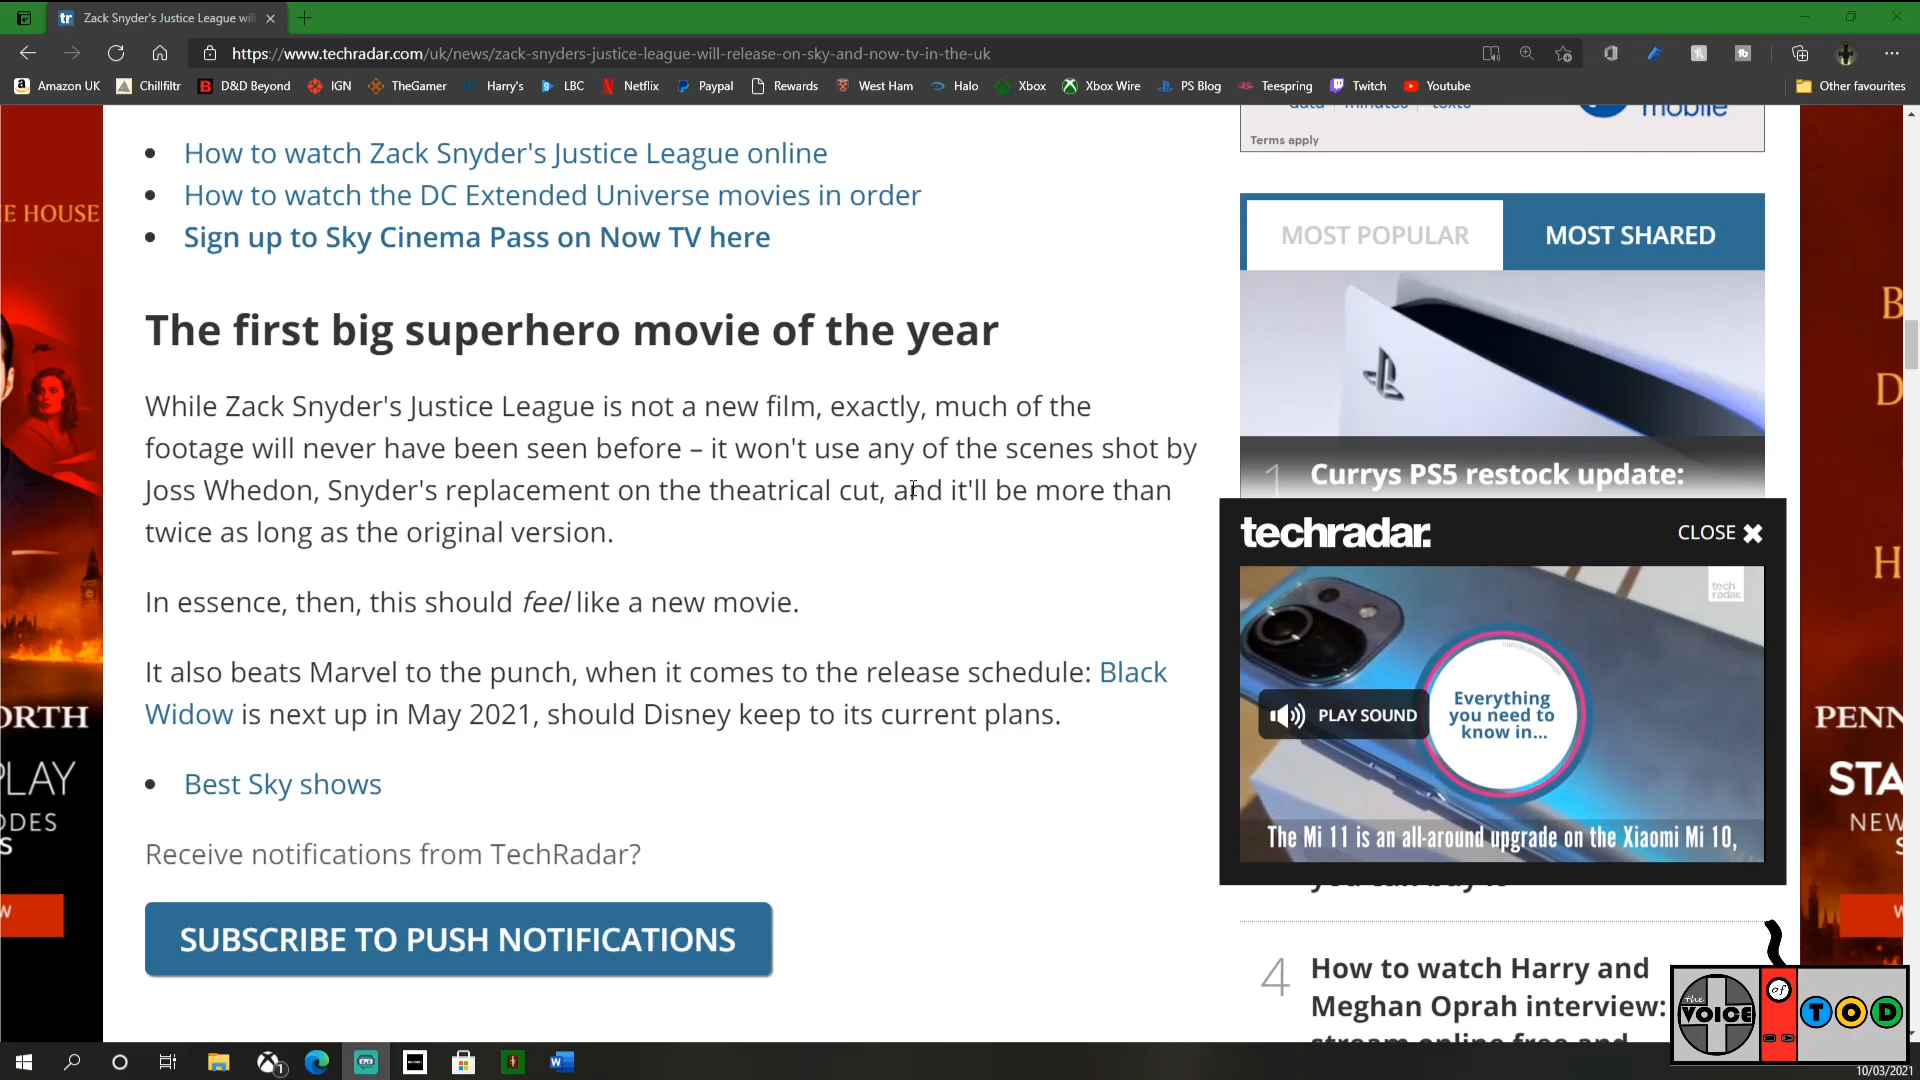 Zack Snyder's Justice League will
https://www.techradar.com/uk/news/zack-snyders-justice-league-will-release-on-sky-and-now-tv-in-the-uk
Amazon UK
Chillfiltr
D&D Beyond
IGN
TheGamer
Harry's
LBC
Netflix
Paypal
Rewards
West Ham
Halo
Xbox
Xbox Wire
PS Blog
Teespring
Twitch
Youtube
Other favourites
How to watch Zack Snyder's Justice League online
How to watch the DC Extended Universe movies in order
Sign up to Sky Cinema Pass on Now TV here
The first big superhero movie of the year
While Zack Snyder's Justice League is not a new film, exactly, much of the
footage will never have been seen before – it won't use any of the scenes shot by
Joss Whedon, Snyder's replacement on the theatrical cut, and it'll be more than
twice as long as the original version.
In essence, then, this should feel like a new movie.
It also beats Marvel to the punch, when it comes to the release schedule: Black
Widow is next up in May 2021, should Disney keep to its current plans.
Best Sky shows
Receive notifications from TechRadar?
SUBSCRIBE TO PUSH NOTIFICATIONS
data minutes texts
mobile
Terms apply
MOST POPULAR
MOST SHARED
1 Currys PS5 restock update:
techradar.
CLOSE
tech
radar.
PLAY SOUND
Everything
you need to
know in...
The Mi 11 is an all-around upgrade on the Xiaomi Mi 10,
4 How to watch Harry and
Meghan Oprah interview:
stream online free and
E HOUSE
ORTH
PLAY
ODES
S
W
B
D
H
PENN
STA
NEW
S
W
the
VOICE
of
TOD
1
10/03/2021